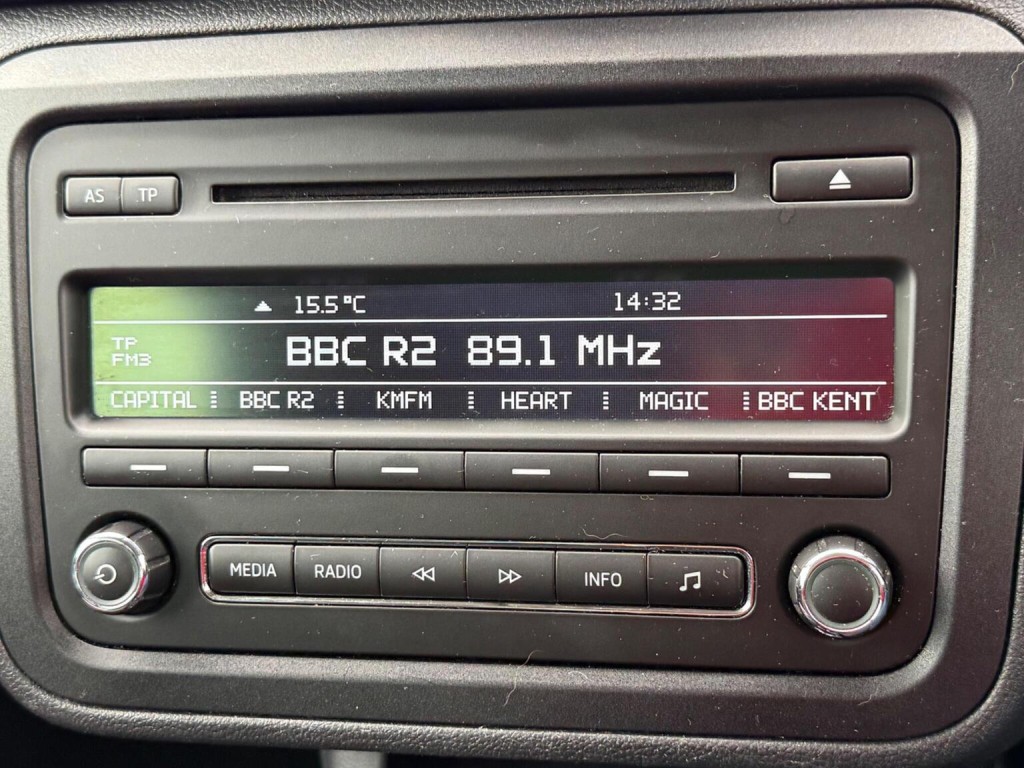 AS TP
15.5°C 14:32
TP
FM3
BBC R2 89.1 MHz
CAPITAL BBC R2 KMFM HEART MAGIC BBC KENT
MEDIA RADIO INFO